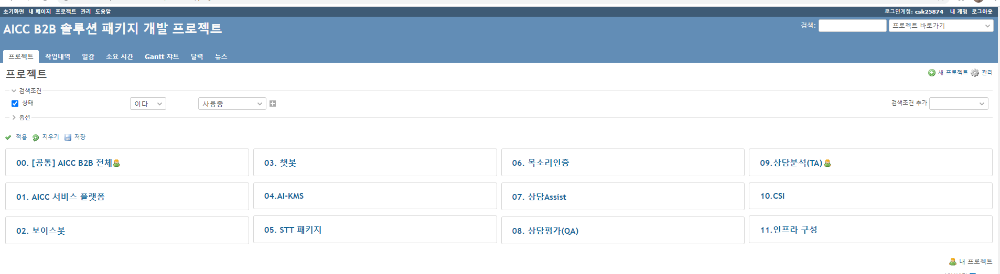 초기화면 내 페이지 프로젝트 관리 도움말
로그인계정: csk25874 내 계정 로그아웃
AICC B2B 솔루션 패키지 개발 프로젝트
검색: 프로젝트 바로가기
프로젝트 작업내역 일감 소요 시간 Gantt 차트 달력 뉴스
프로젝트
새 프로젝트 관리
검색조건
상태 이다 사용중 검색조건 추가
옵션
적용 지우기 저장
00. [공통] AICC B2B 전체
01. AICC 서비스 플랫폼
02. 보이스봇
03. 챗봇
04.AI-KMS
05. STT 패키지
06. 목소리인증
07. 상담Assist
08. 상담평가(QA)
09.상담분석(TA)
10.CSI
11.인프라 구성
내 프로젝트